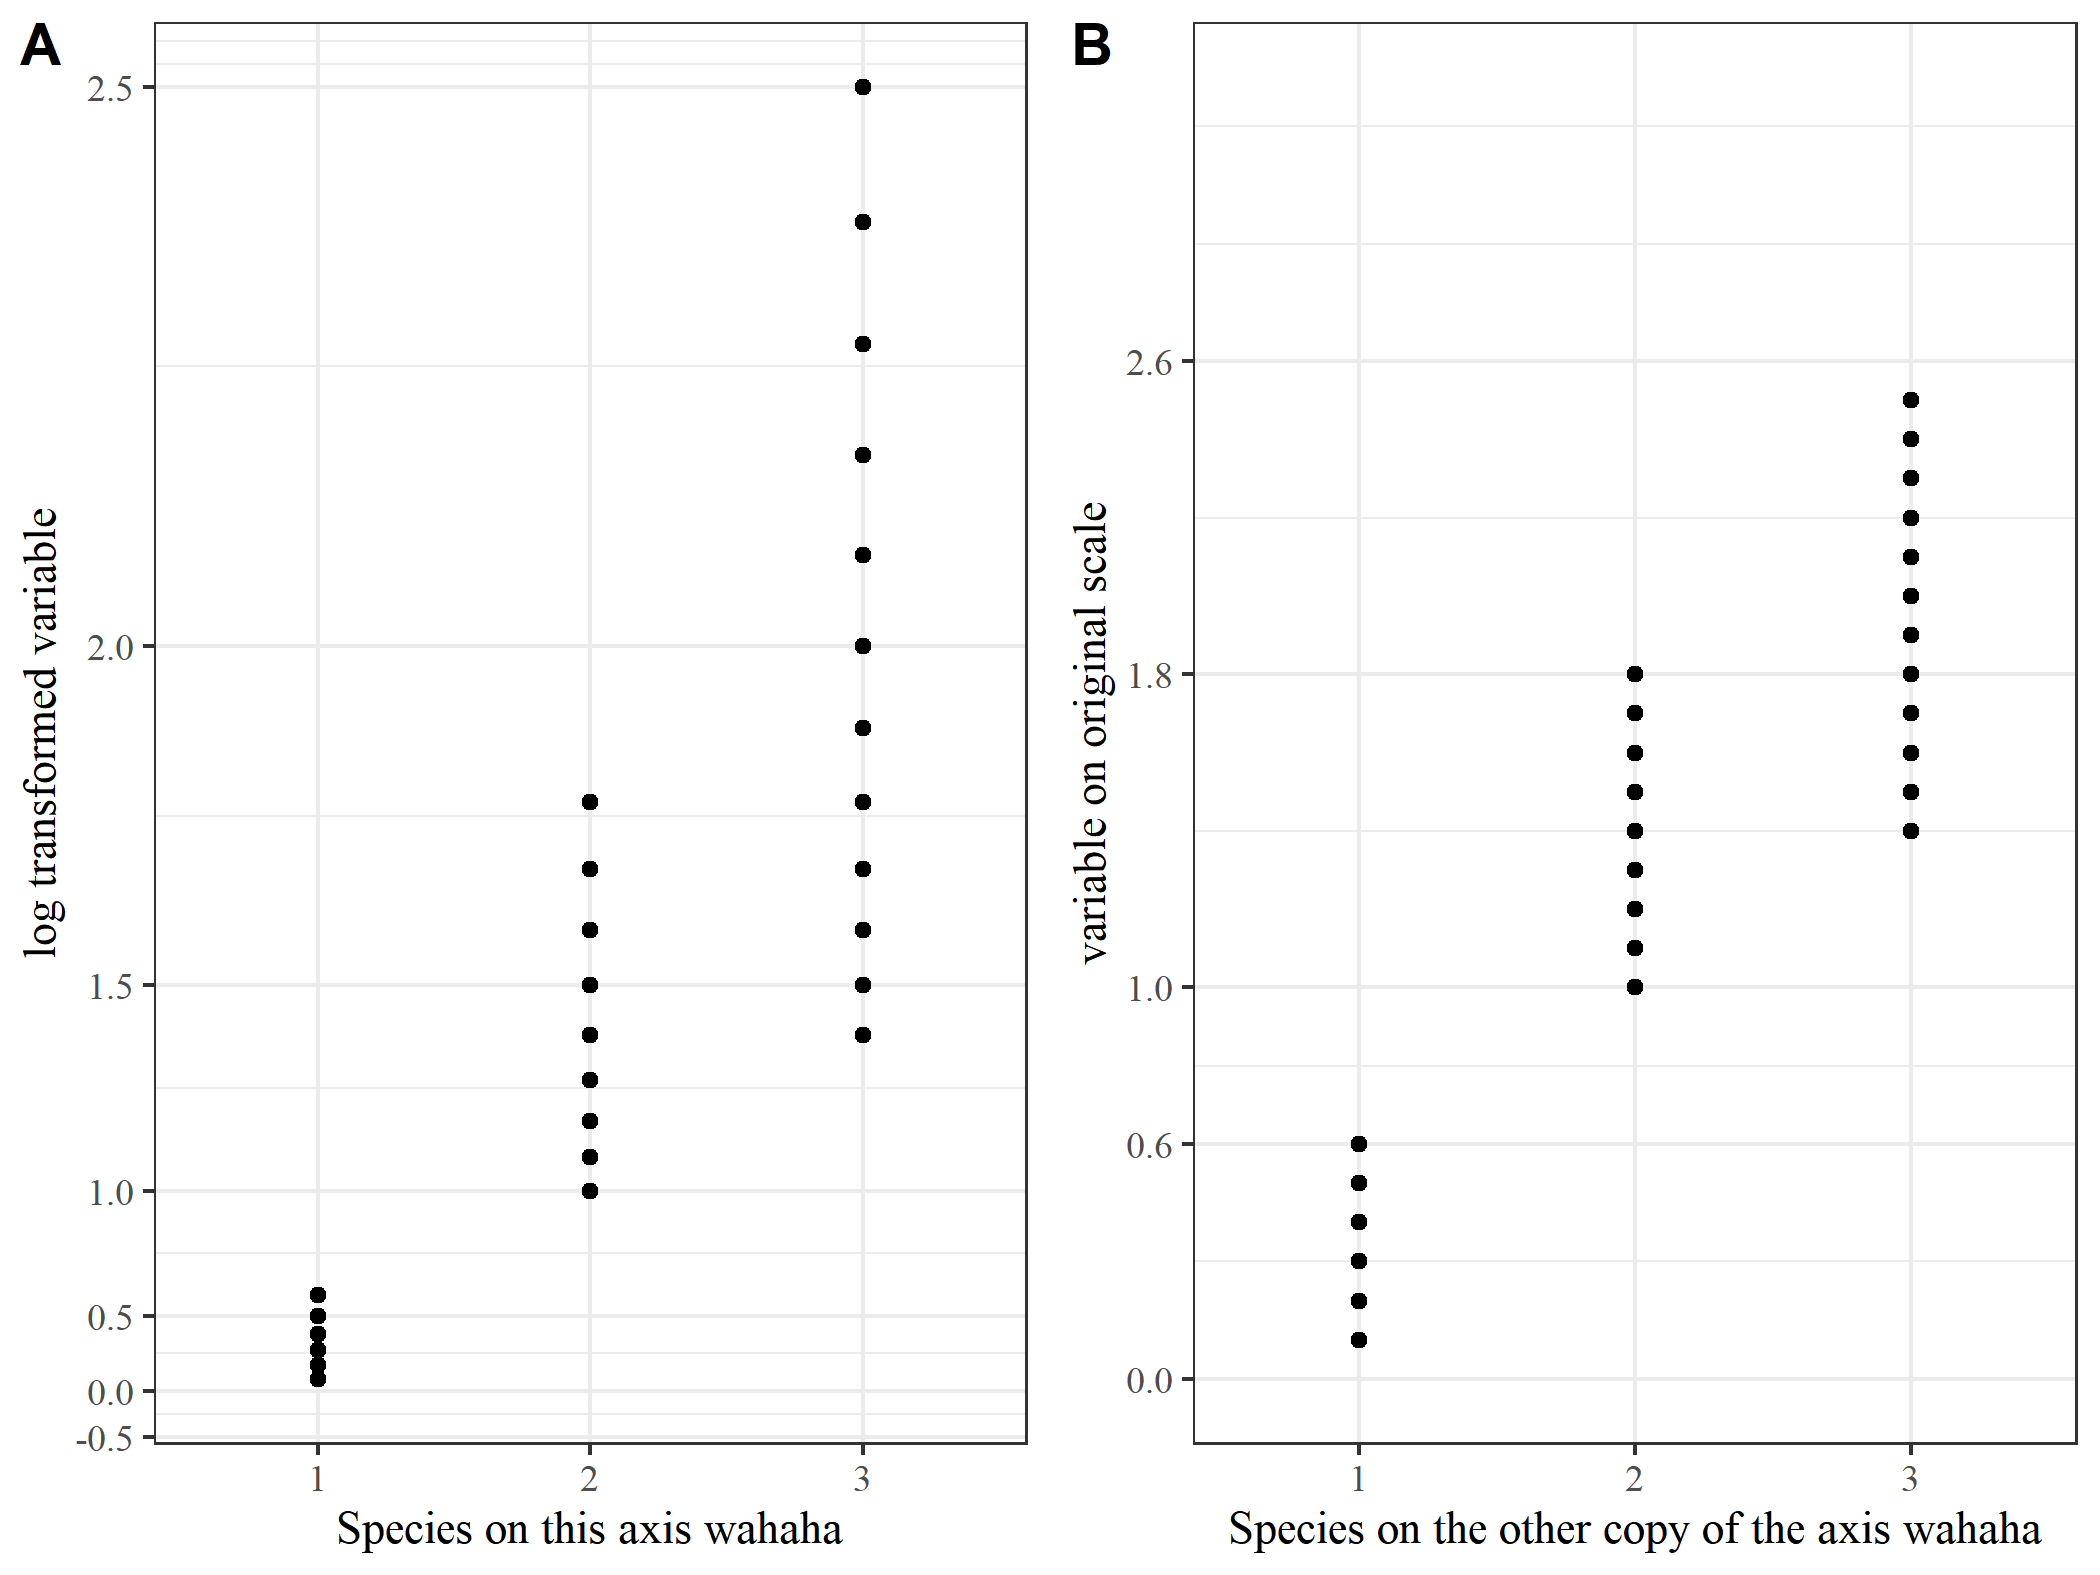 A
2.5
2.0
1.5
1.0
0.5
0.0
-0.5
log transformed variable
1 2 3
Species on this axis wahaha
B
2.6
1.8
1.0
0.6
0.0
variable on original scale
1 2 3
Species on the other copy of the axis wahaha